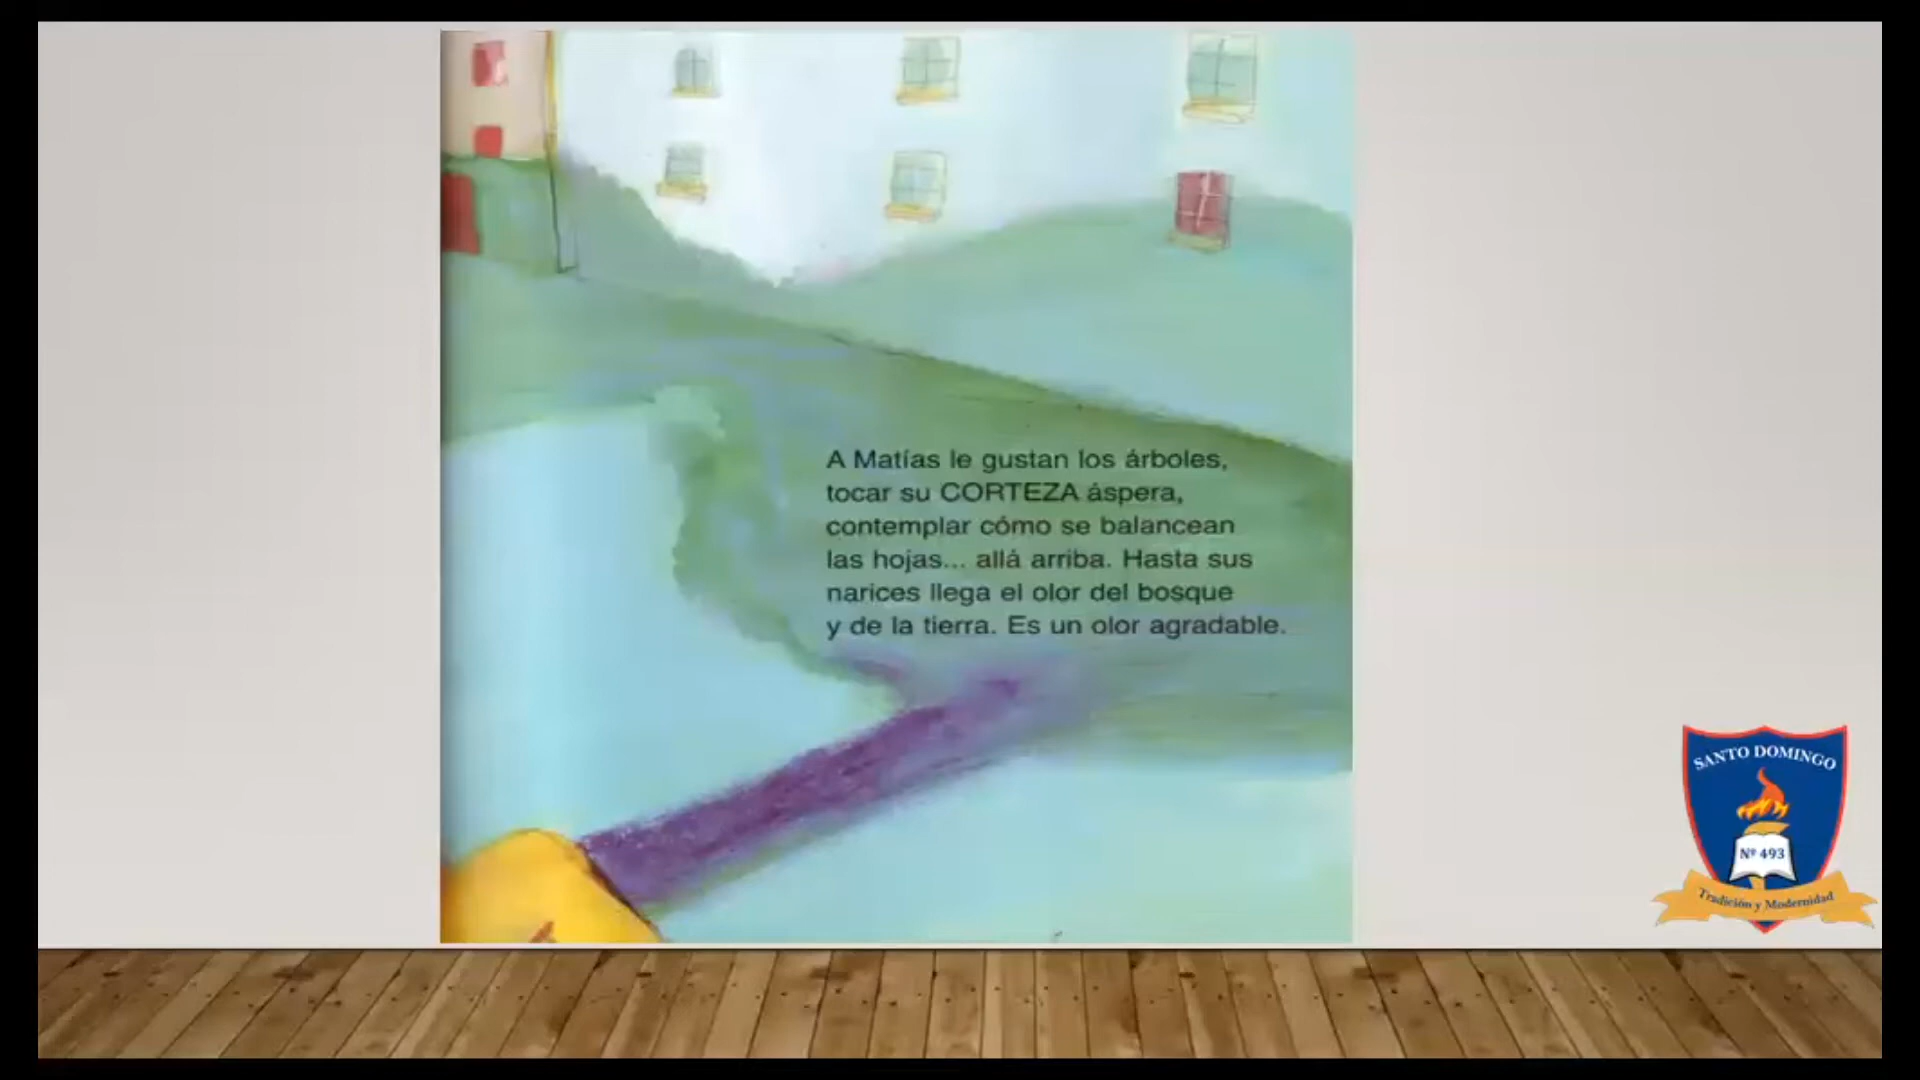 A Matías le gustan los árboles,
tocar su CORTEZA áspera,
contemplar cómo se balancean
las hojas... allá arriba. Hasta sus
narices llega el olor del bosque
y de la tierra. Es un olor agradable.
SANTO DOMINGO
Nº 493
Tradición y Modernidad